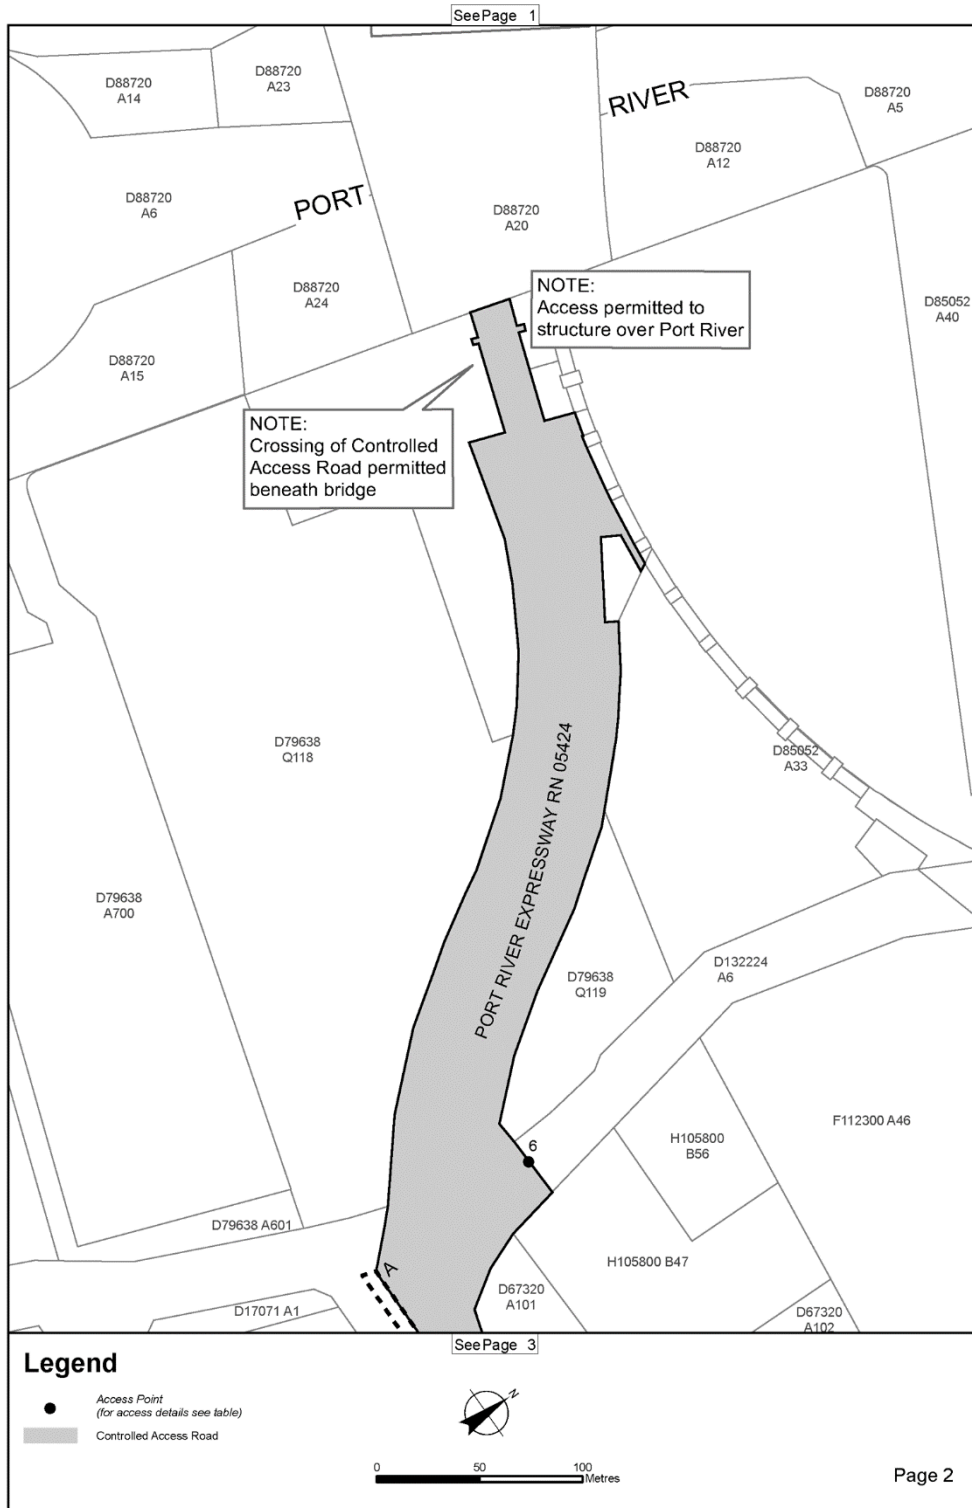 See Page 1
D88720
A14
D88720
A23
RIVER
D88720
A5
D88720
A12
D88720
A6
PORT
D88720
A20
D88720
A24
NOTE:
Access permitted to
structure over Port River
D85052
A40
D88720
A15
NOTE:
Crossing of Controlled
Access Road permitted
beneath bridge
D79638
Q118
D85052
A33
PORT RIVER EXPRESSWAY RN 05424
D79638
A700
D79638
Q119
D132224
A6
F112300 A46
H105800
B56
6
D79638 A601
H105800 B47
A
D67320
A101
D17071 A1
D67320
A102
See Page 3
Legend
Access Point
(for access details see table)
Controlled Access Road
N
0 50 100
Metres
Page 2